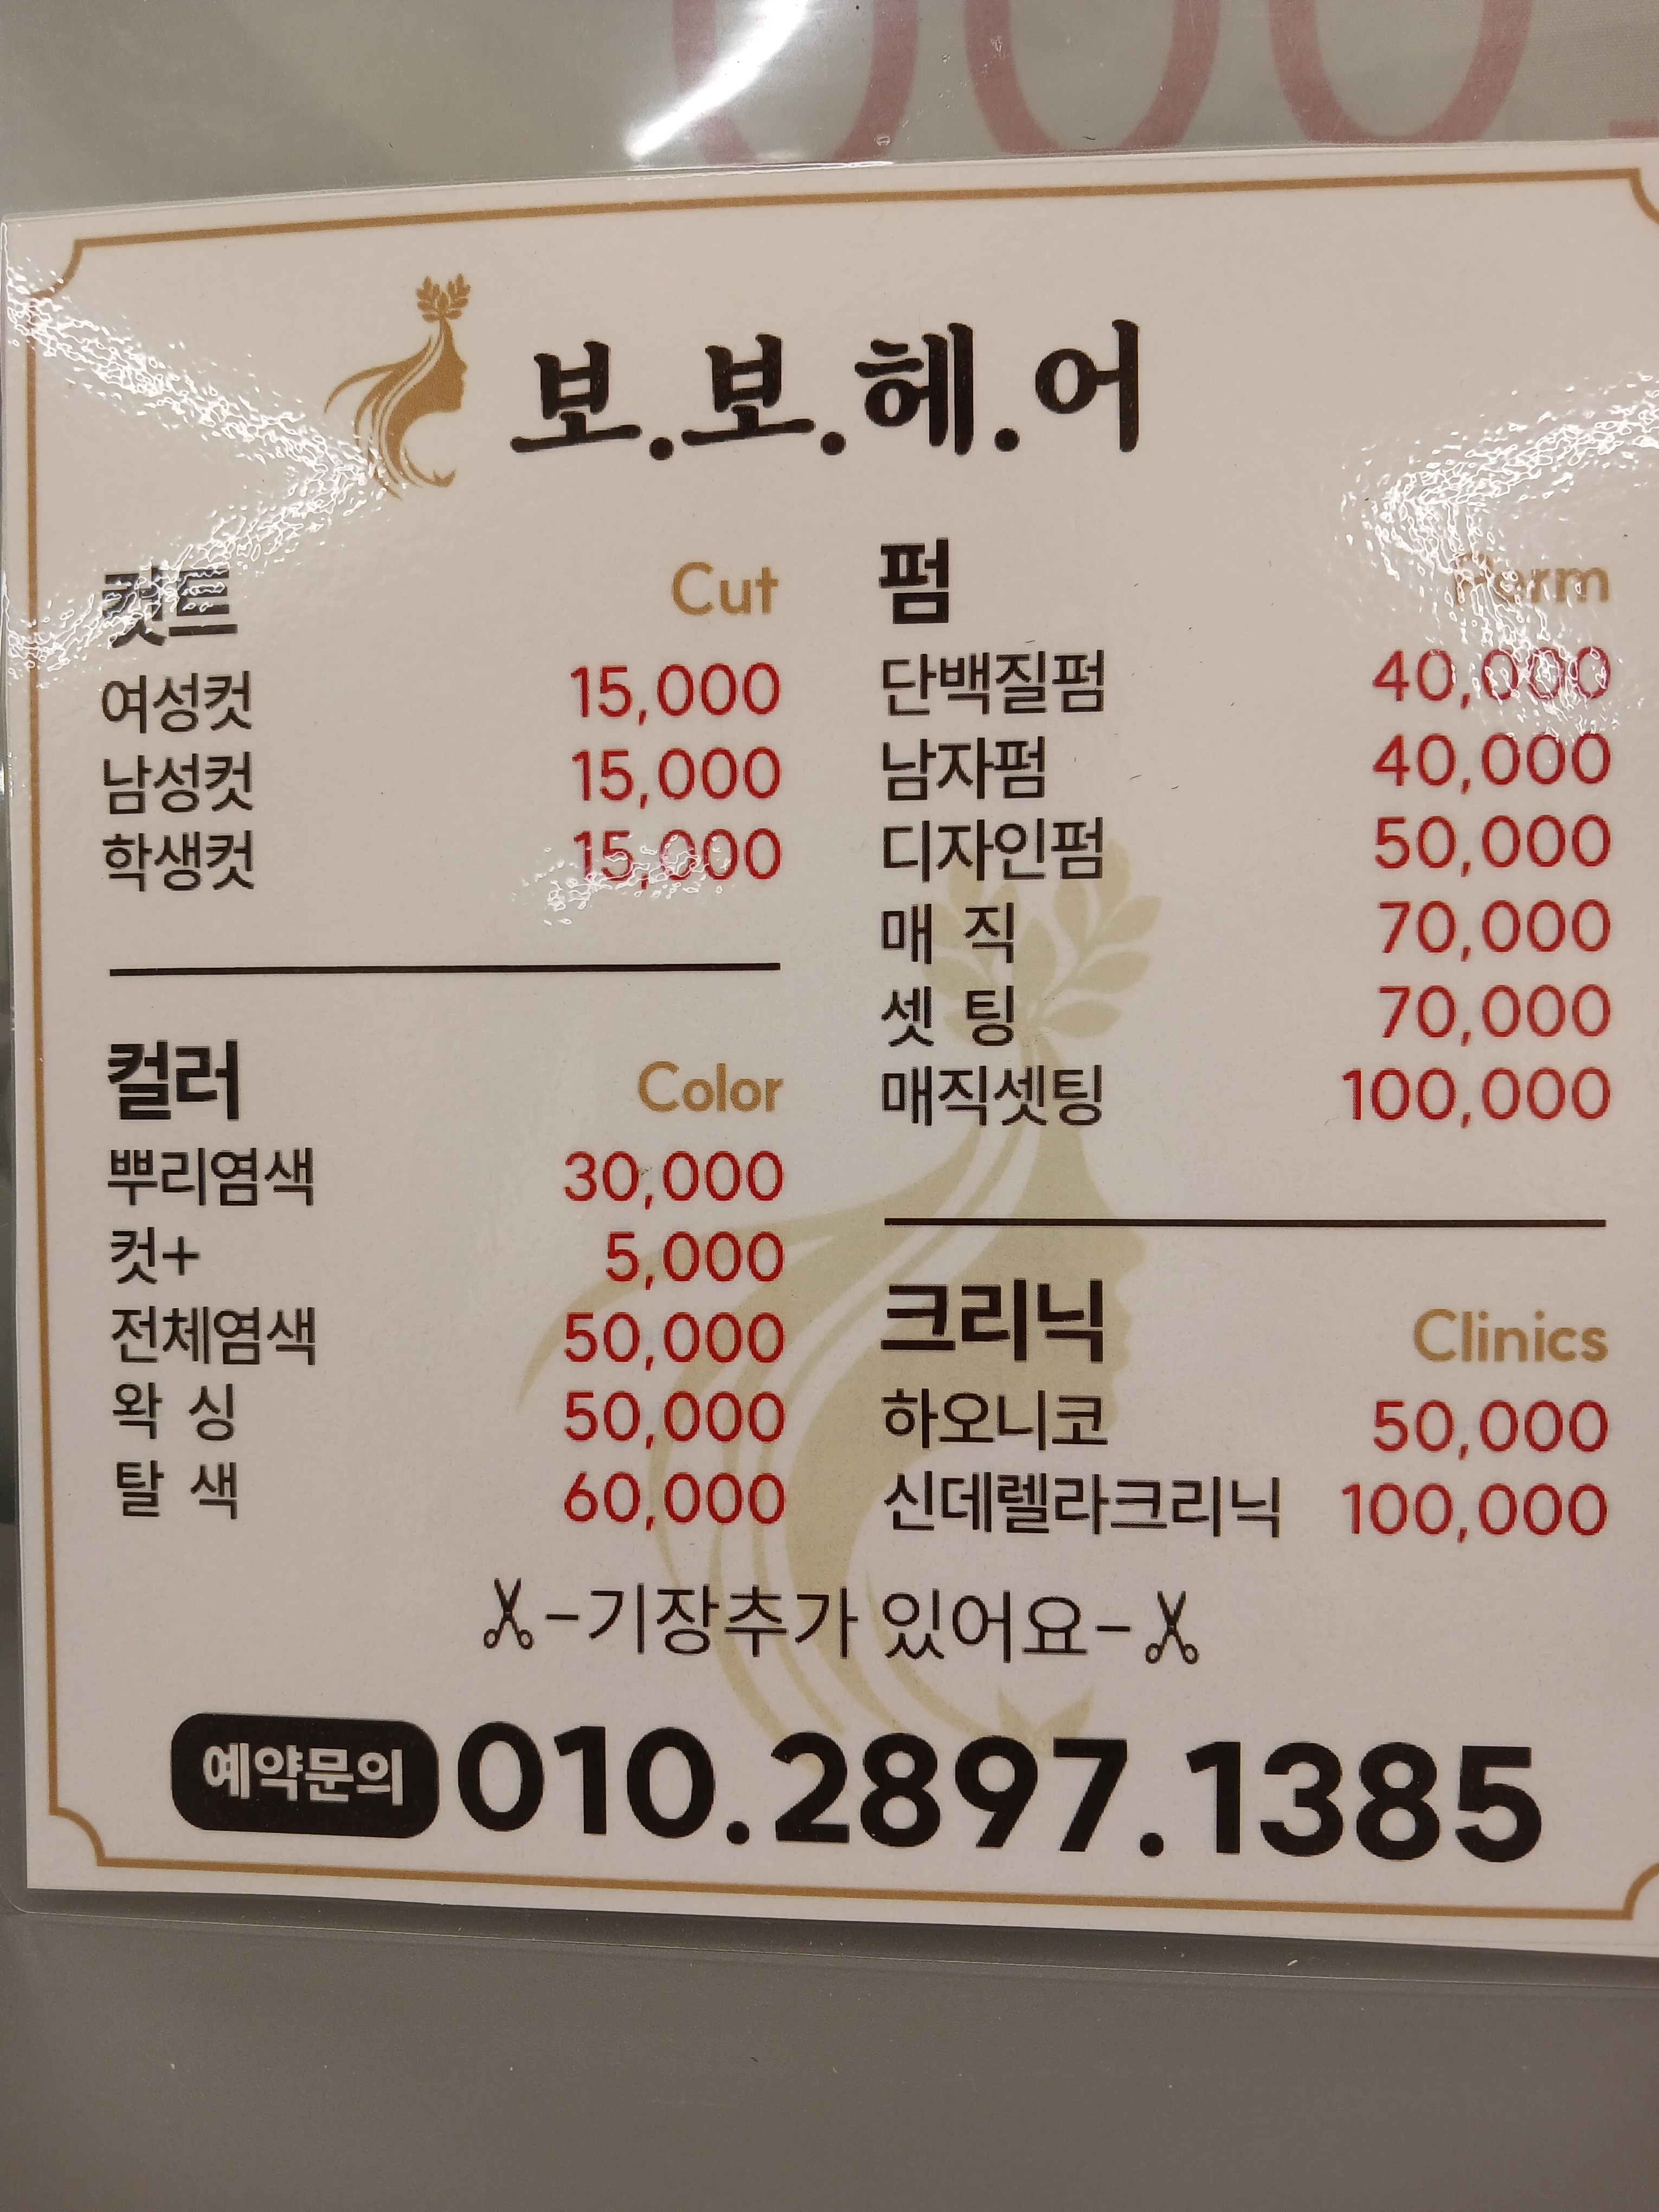 보.보.헤.어
컷트 Cut
여성컷 15,000
남성컷 15,000
학생컷 15,000
컬러 Color
뿌리염색 30,000
컷+ 5,000
전체염색 50,000
왁 싱 50,000
탈 색 60,000
펌 Perm
단백질펌 40,000
남자펌 40,000
디자인펌 50,000
매 직 70,000
셋 팅 70,000
매직셋팅 100,000
크리닉 Clinics
하오니코 50,000
신데렐라크리닉 100,000
-기장추가 있어요-
예약문의 010.2897.1385